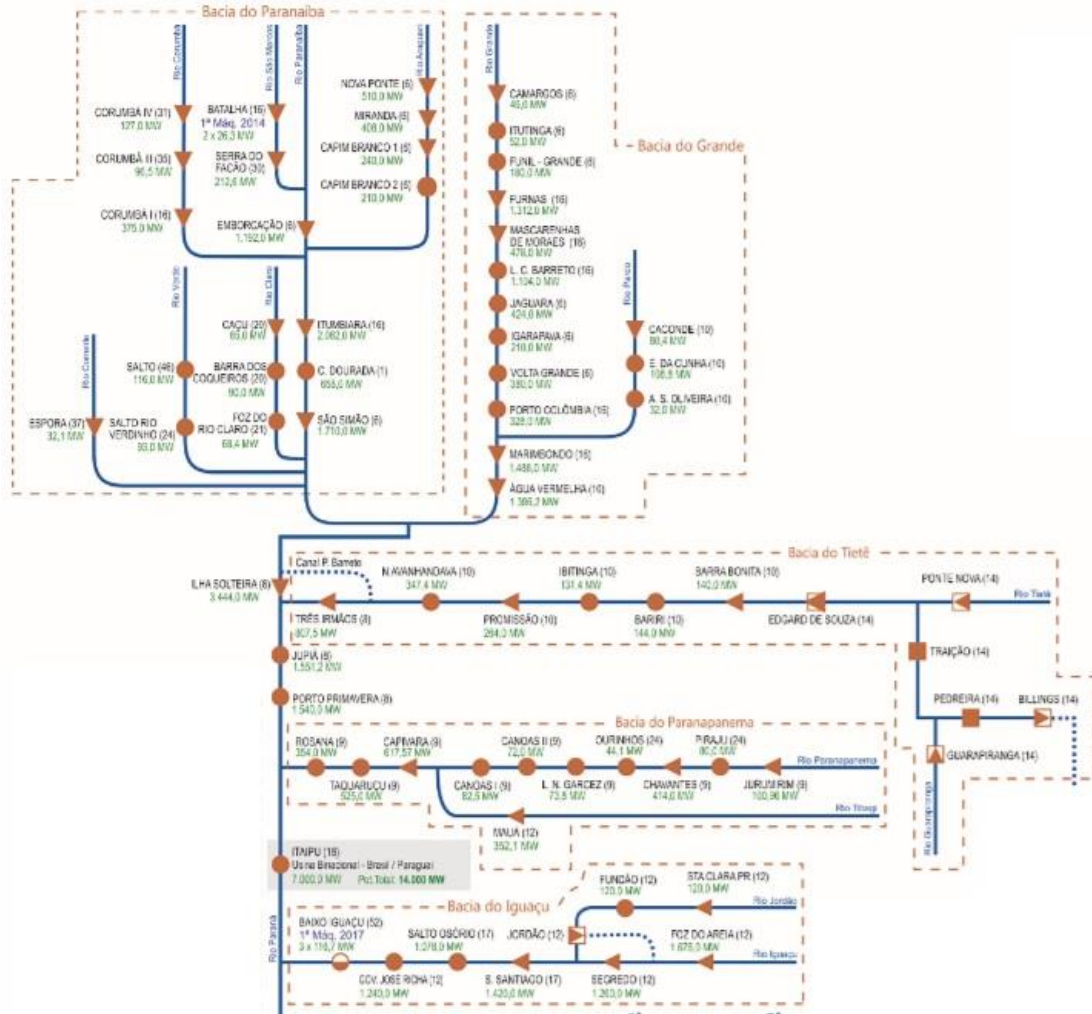 Bacia do Paranaíba
Rio Corumbá
Rio São Marcos
Rio Paranaíba
Rio Araguari
CORUMBÁ IV (31)
127,0 MW
BATALHA (16)
1ª Máq. 2014
2 x 26,3 MW
NOVA PONTE (6)
510,0 MW
MIRANDA (6)
408,0 MW
CORUMBÁ III (35)
96,5 MW
SERRA DO
FACÃO (30)
212,6 MW
CAPIM BRANCO 1 (6)
240,0 MW
CAPIM BRANCO 2 (6)
210,0 MW
CORUMBÁ I (16)
375,0 MW
EMBORCAÇÃO (6)
1.192,0 MW
Rio Verde
Rio Claro
Rio Corrente
CAÇU (20)
65,0 MW
ITUMBIARA (16)
2.082,0 MW
SALTO (46)
116,0 MW
BARRA DOS
COQUEIROS (20)
90,0 MW
C. DOURADA (1)
658,0 MW
ESPORA (37)
32,1 MW
SALTO RIO
VERDINHO (24)
93,0 MW
FOZ DO
RIO CLARO (21)
68,4 MW
SÃO SIMÃO (6)
1.710,0 MW
Bacia do Grande
Rio Grande
CAMARGOS (6)
46,0 MW
ITUTINGA (6)
52,0 MW
FUNIL - GRANDE (6)
180,0 MW
FURNAS (16)
1.312,0 MW
MASCARENHAS
DE MORAES (16)
478,0 MW
L. C. BARRETO (16)
1.104,0 MW
JAGUARA (6)
424,0 MW
IGARAPAVA (6)
210,0 MW
VOLTA GRANDE (6)
380,0 MW
PORTO COLÔMBIA (16)
328,0 MW
Rio Pardo
CACONDE (10)
80,4 MW
E. DA CUNHA (10)
108,8 MW
A. S. OLIVEIRA (10)
32,0 MW
MARIMBONDO (16)
1.488,0 MW
ÁGUA VERMELHA (10)
1.396,2 MW
Bacia do Tietê
Canal P. Barreto
ILHA SOLTEIRA (8)
3.444,0 MW
N.AVANHANDAVA (10)
347,4 MW
IBITINGA (10)
131,4 MW
BARRA BONITA (10)
140,0 MW
PONTE NOVA (14)
Rio Tietê
TRÊS IRMÃOS (8)
807,5 MW
PROMISSÃO (10)
264,0 MW
BARIRI (10)
144,0 MW
EDGARD DE SOUZA (14)
TRAIÇÃO (14)
PEDREIRA (14)
BILLINGS (14)
GUARAPIRANGA (14)
Rio Guarapiranga
JUPIÁ (8)
1.551,2 MW
PORTO PRIMAVERA (8)
1.540,0 MW
Bacia do Paranapanema
ROSANA (9)
354,0 MW
CAPIVARA (9)
617,57 MW
CANOAS II (9)
72,0 MW
OURINHOS (24)
44,1 MW
PIRAJU (24)
80,0 MW
Rio Paranapanema
TAQUARUÇU (9)
525,0 MW
CANOAS I (9)
82,5 MW
L. N. GARCEZ (9)
73,8 MW
CHAVANTES (9)
414,0 MW
JURUMIRIM (9)
100,96 MW
Rio Tibagi
MAUÁ (12)
352,1 MW
ITAIPU (18)
Usina Binacional - Brasil / Paraguai
7.000,0 MW Pot.Total: 14.000 MW
Rio Paraná
Bacia do Iguaçu
FUNDÃO (12)
120,0 MW
STA CLARA PR (12)
120,0 MW
Rio Jordão
BAIXO IGUAÇU (52)
1ª Máq. 2017
3 x 116,7 MW
SALTO OSÓRIO (17)
1.078,0 MW
JORDÃO (12)
FOZ DO AREIA (12)
1.676,0 MW
Rio Iguaçu
GOV. JOSÉ RICHA (12)
1.240,0 MW
S. SANTIAGO (17)
1.420,0 MW
SEGREDO (12)
1.260,0 MW